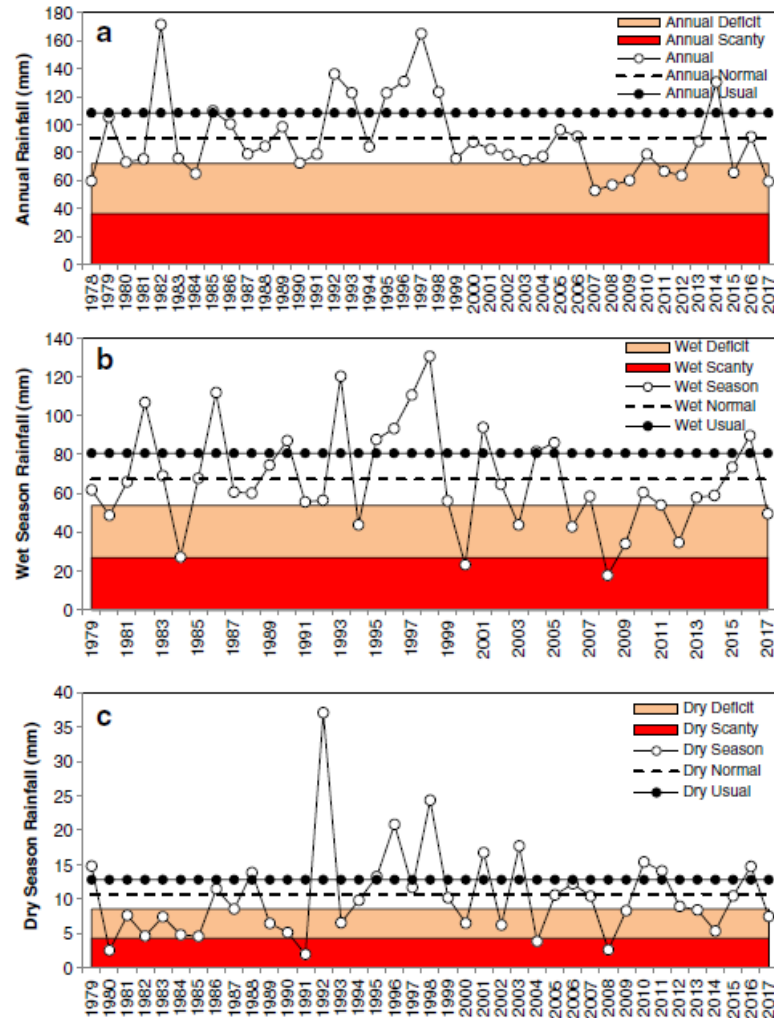 a
Annual Rainfall (mm)
180
160
140
120
100
80
60
40
20
0
Annual Deficit
Annual Scanty
Annual
Annual Normal
Annual Usual
1978 1979 1980 1981 1982 1983 1984 1985 1986 1987 1988 1989 1990 1991 1992 1993 1994 1995 1996 1997 1998 1999 2000 2001 2002 2003 2004 2005 2006 2007 2008 2009 2010 2011 2012 2013 2014 2015 2016 2017
b
Wet Season Rainfall (mm)
140
120
100
80
60
40
20
0
Wet Deficit
Wet Scanty
Wet Season
Wet Normal
Wet Usual
1979 1981 1983 1985 1987 1989 1991 1993 1995 1997 1999 2001 2003 2005 2007 2009 2011 2013 2015 2017
c
Dry Season Rainfall (mm)
40
35
30
25
20
15
10
5
0
Dry Deficit
Dry Scanty
Dry Season
Dry Normal
Dry Usual
1979 1980 1981 1982 1983 1984 1985 1986 1987 1988 1989 1990 1991 1992 1993 1994 1995 1996 1997 1998 1999 2000 2001 2002 2003 2004 2005 2006 2007 2008 2009 2010 2011 2012 2013 2014 2015 2016 2017